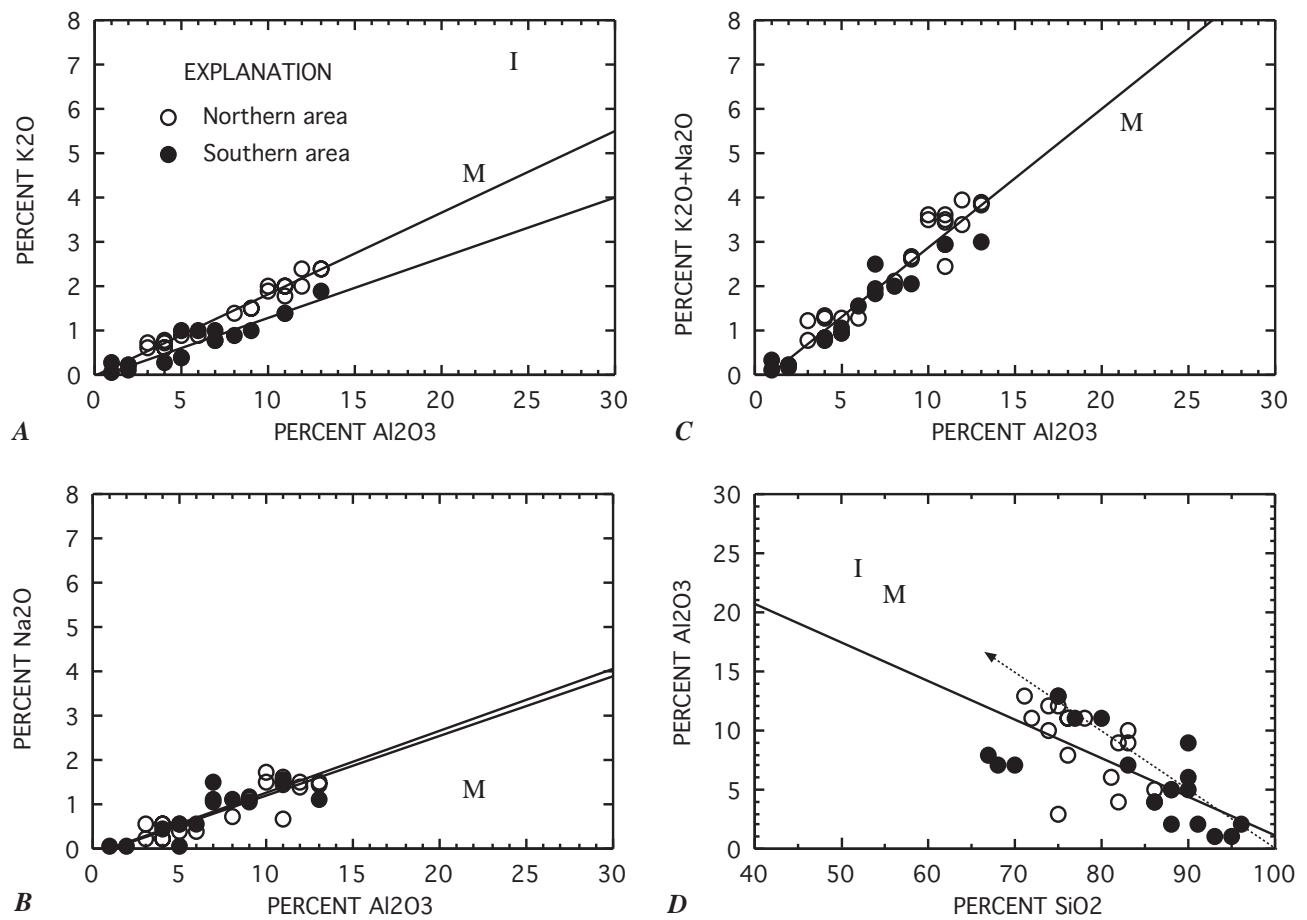 8
7
6
5
4
3
2
1
0
PERCENT K2O
EXPLANATION
Northern area
Southern area
I
M
0 5 10 15 20 25 30
PERCENT Al2O3
A
8
7
6
5
4
3
2
1
0
PERCENT K2O+Na2O
M
0 5 10 15 20 25 30
PERCENT Al2O3
C
8
7
6
5
4
3
2
1
0
PERCENT Na2O
M
0 5 10 15 20 25 30
PERCENT Al2O3
B
30
25
20
15
10
5
0
PERCENT Al2O3
I
M
40 50 60 70 80 90 100
PERCENT SiO2
D